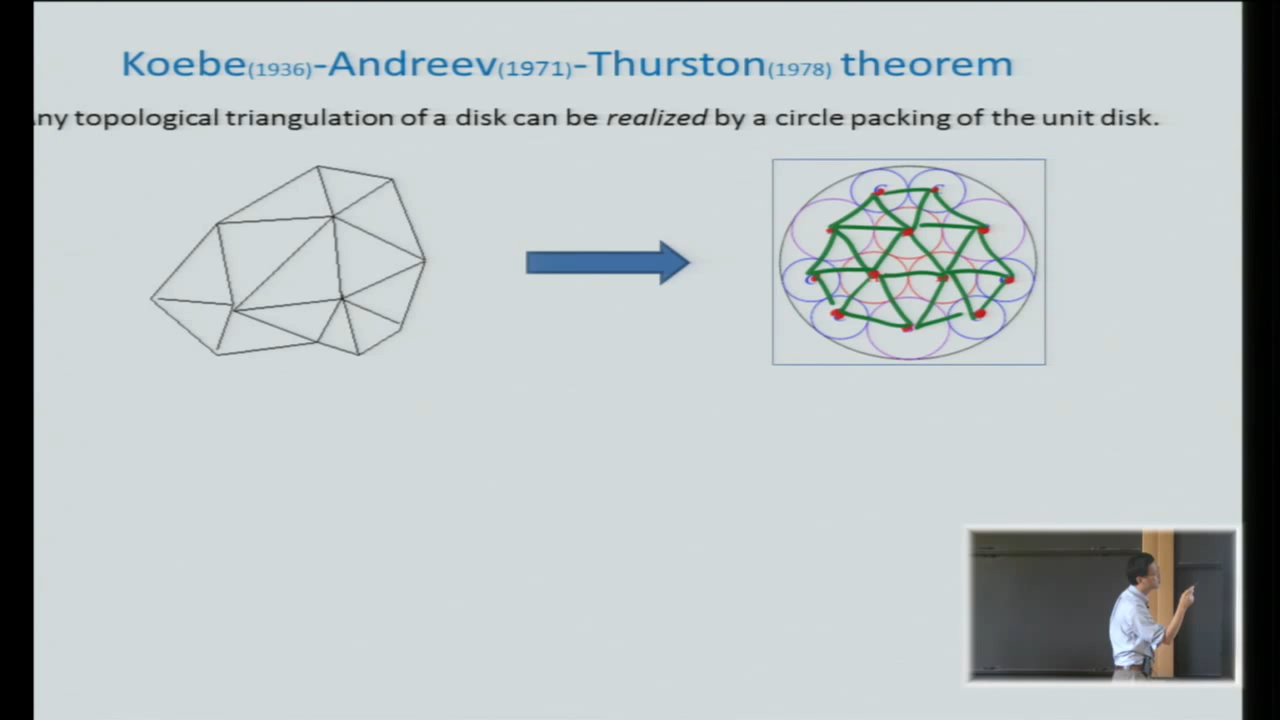 Koebe(1936)-Andreev(1971)-Thurston(1978) theorem
ny topological triangulation of a disk can be realized by a circle packing of the unit disk.